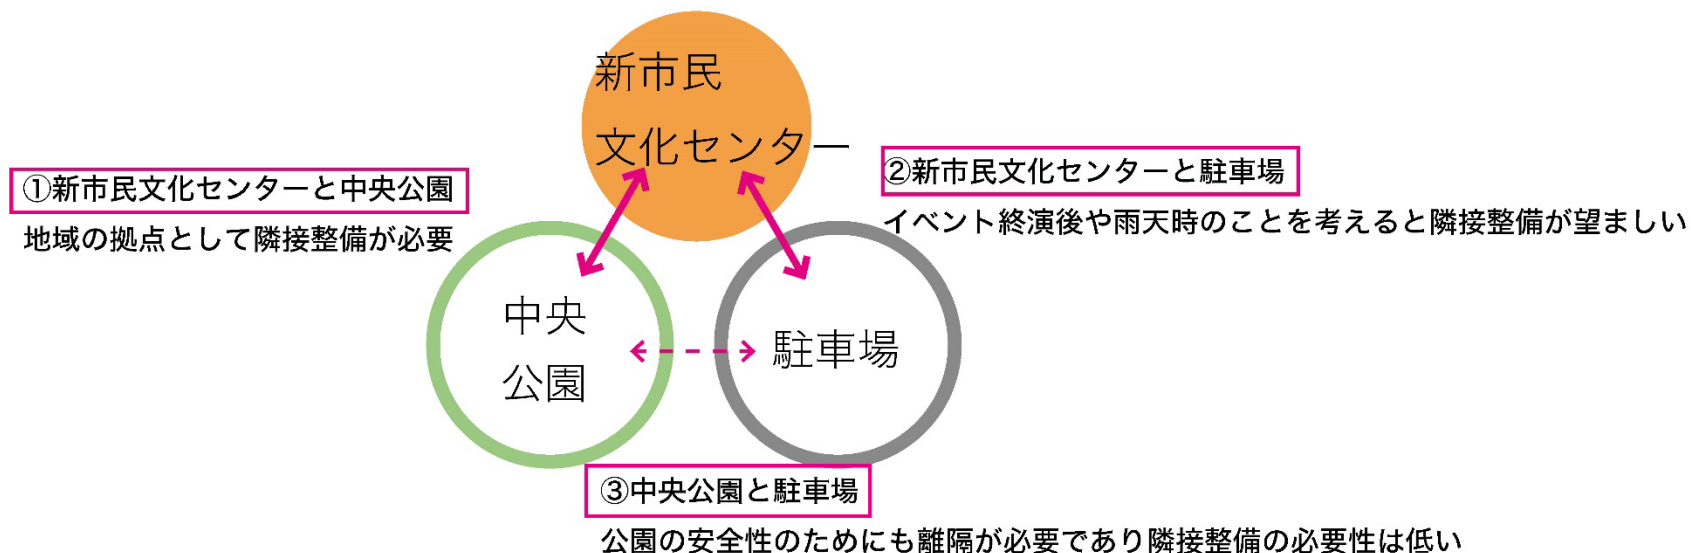 新市民
文化センター
①新市民文化センターと中央公園
地域の拠点として隣接整備が必要
②新市民文化センターと駐車場
イベント終演後や雨天時のことを考えると隣接整備が望ましい
中央
公園
駐車場
③中央公園と駐車場
公園の安全性のためにも離隔が必要であり隣接整備の必要性は低い